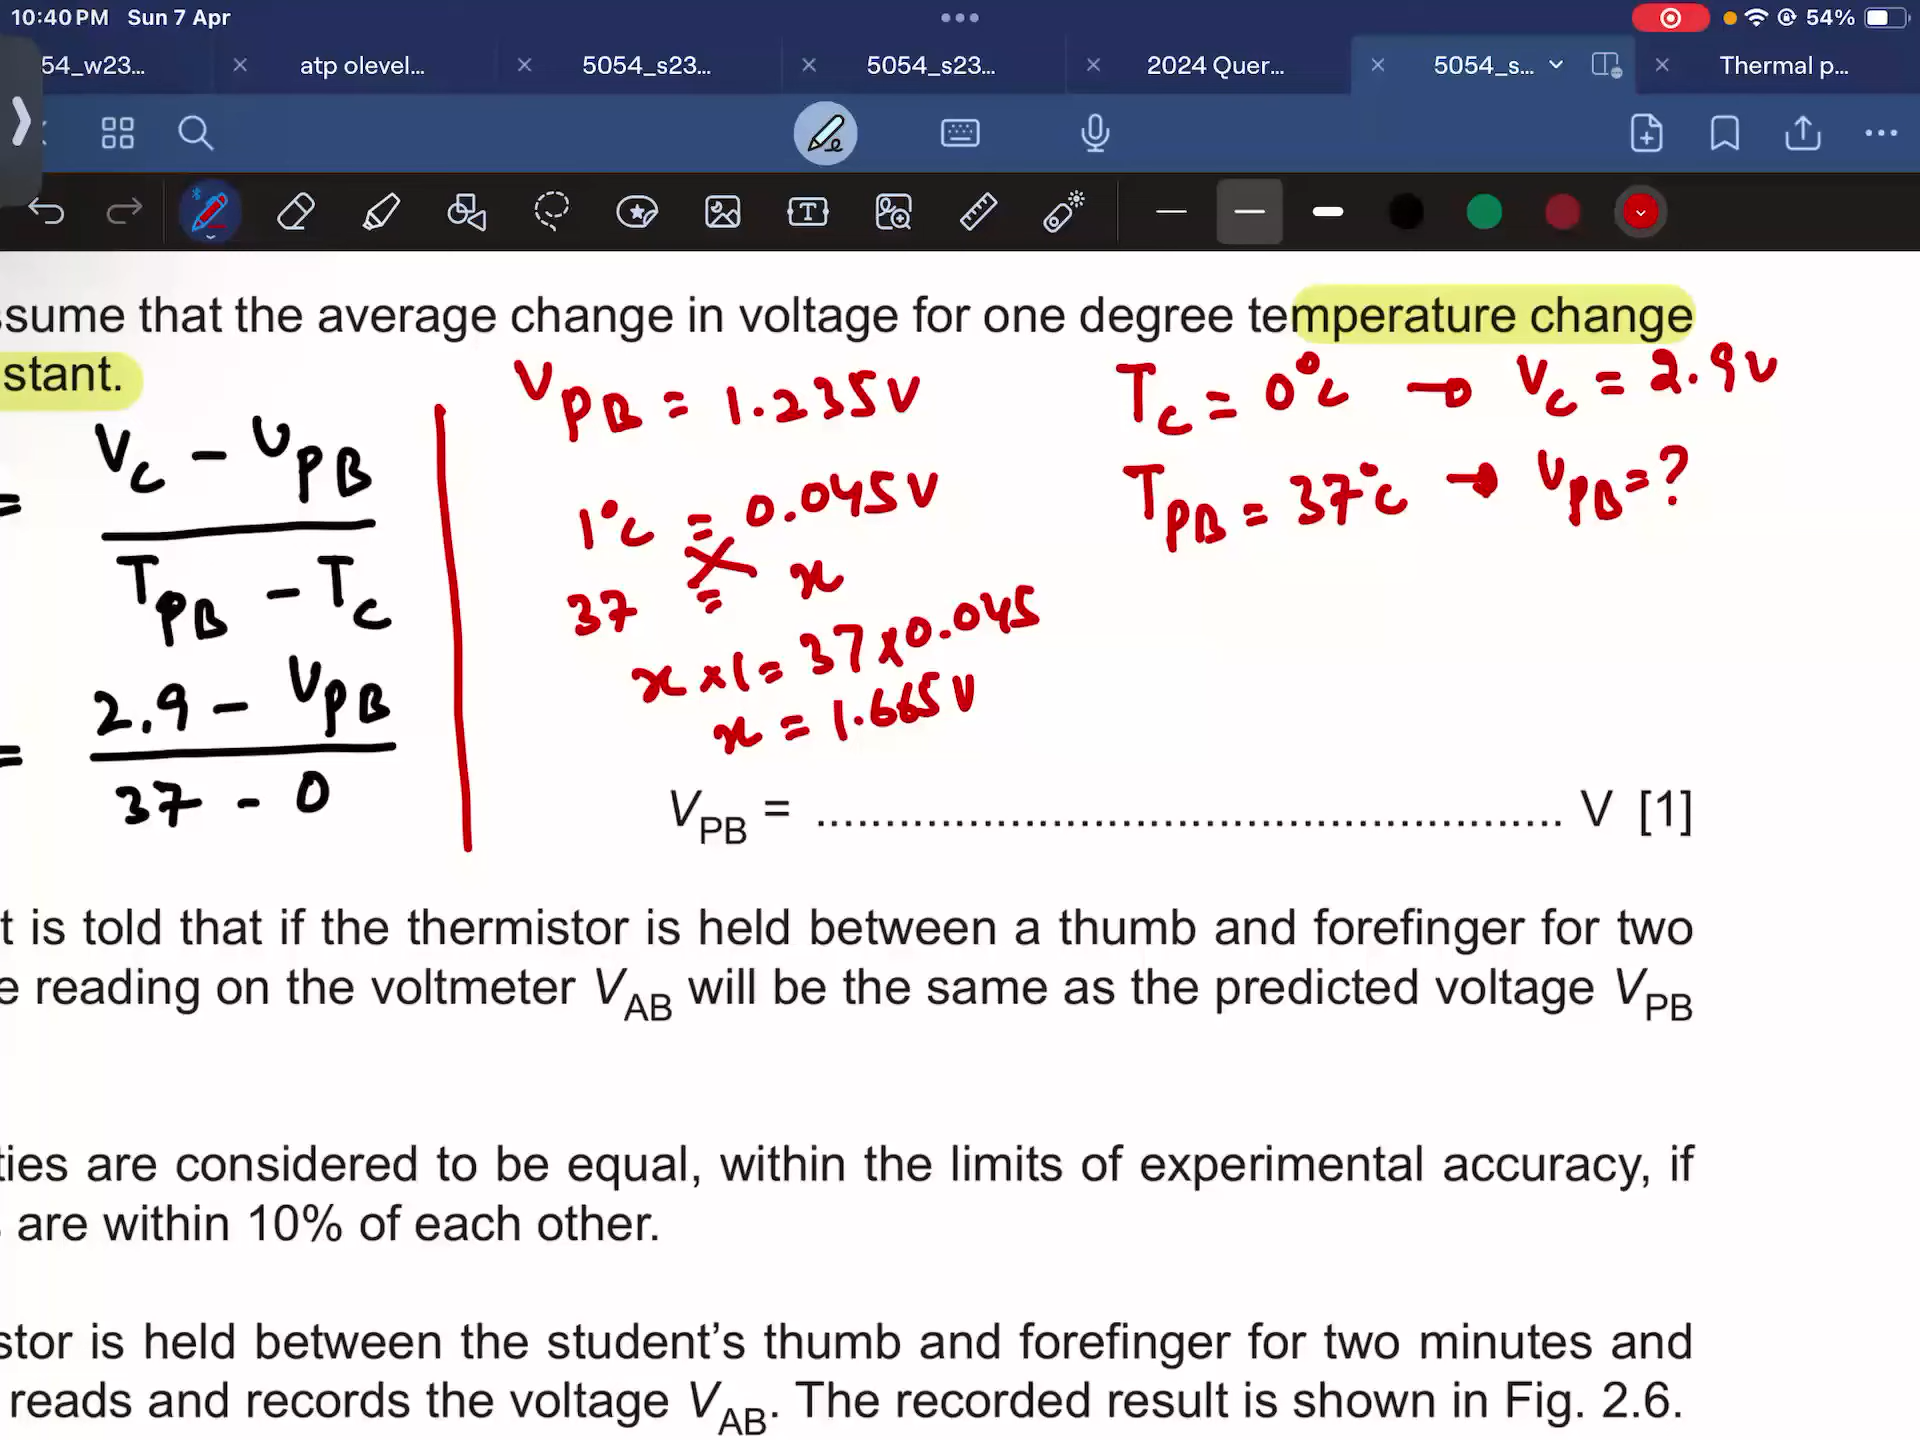 10:40 PM Sun 7 Apr
54%
54_w23...
atp olevel...
5054_s23...
5054_s23...
2024 Quer...
5054_s...
Thermal p...
ssume that the average change in voltage for one degree temperature change
stant.
V_PB = 1.235V
T_C = 0°C → V_C = 2.9V
T_PB = 37°C → V_PB = ?
= V_C - V_PB
T_PB - T_C
= 2.9 - V_PB
37 - 0
1°C = 0.045V
37 = x
x × 1 = 37 × 0.045
x = 1.665V
V_PB = ...................................................... V [1]
t is told that if the thermistor is held between a thumb and forefinger for two
e reading on the voltmeter V_AB will be the same as the predicted voltage V_PB
ties are considered to be equal, within the limits of experimental accuracy, if
are within 10% of each other.
stor is held between the student's thumb and forefinger for two minutes and
reads and records the voltage V_AB. The recorded result is shown in Fig. 2.6.